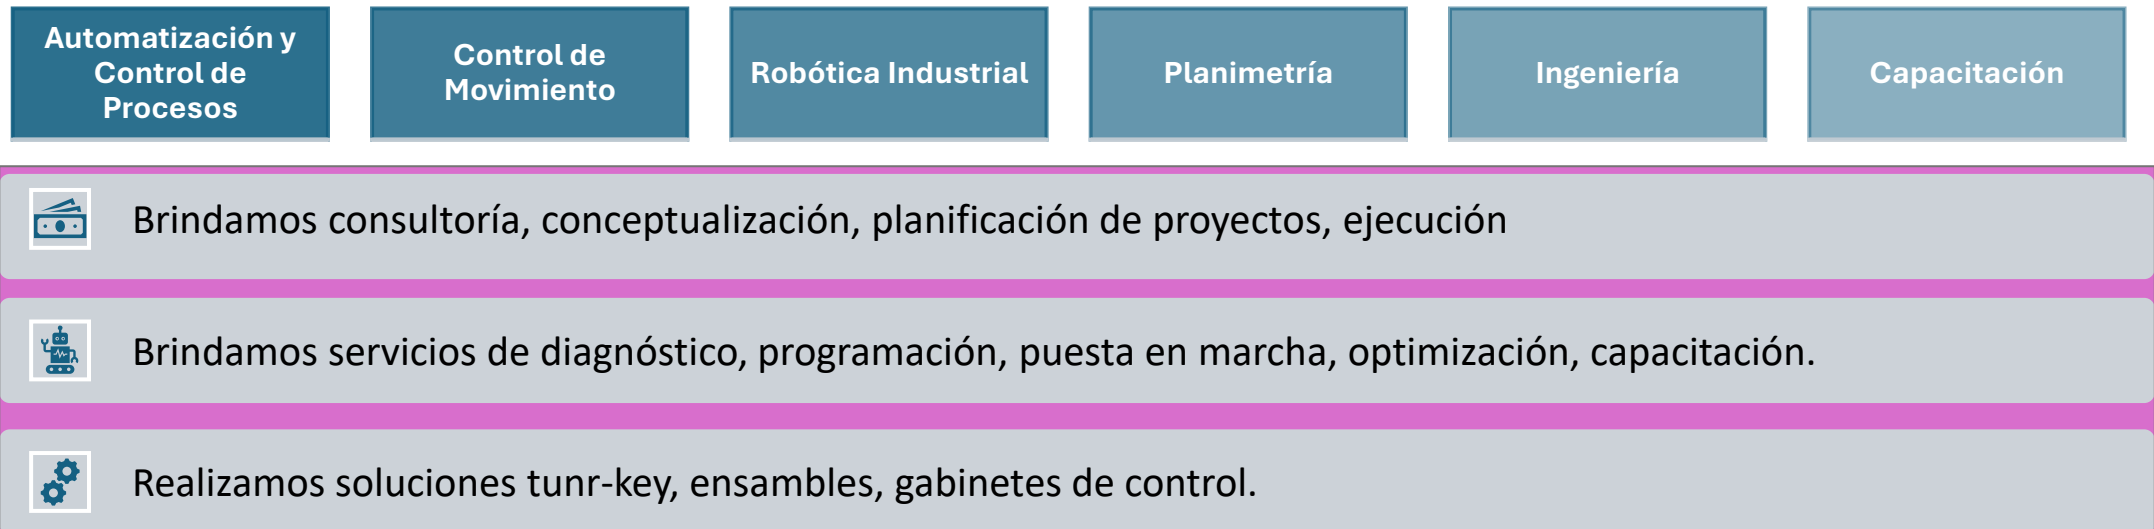 Automatización y
Control de
Procesos
Control de
Movimiento
Robótica Industrial
Planimetría
Ingeniería
Capacitación
Brindamos consultoría, conceptualización, planificación de proyectos, ejecución
Brindamos servicios de diagnóstico, programación, puesta en marcha, optimización, capacitación.
Realizamos soluciones tunr-key, ensambles, gabinetes de control.